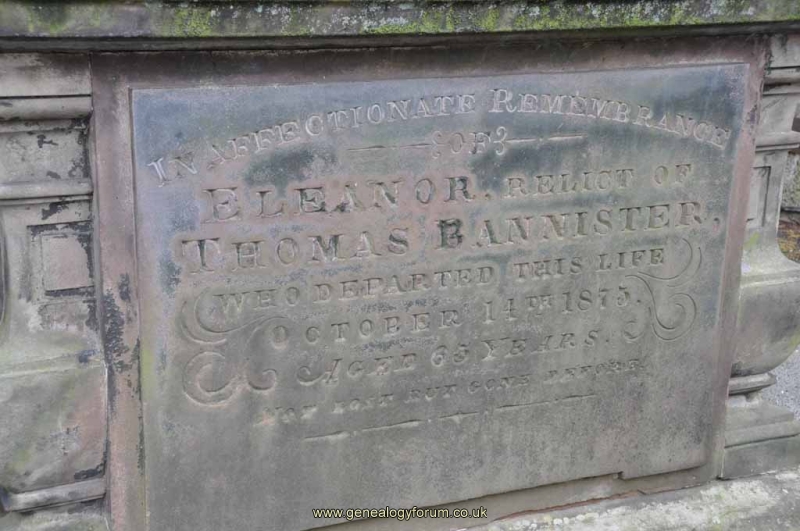 In Affectionate Remembrance
OF
ELEANOR, RELICT OF
THOMAS BANNISTER,
WHO DEPARTED THIS LIFE
OCTOBER 14TH 1875,
AGED 65 YEARS.
NOT LOST BUT GONE BEFORE.
www.genealogyforum.co.uk